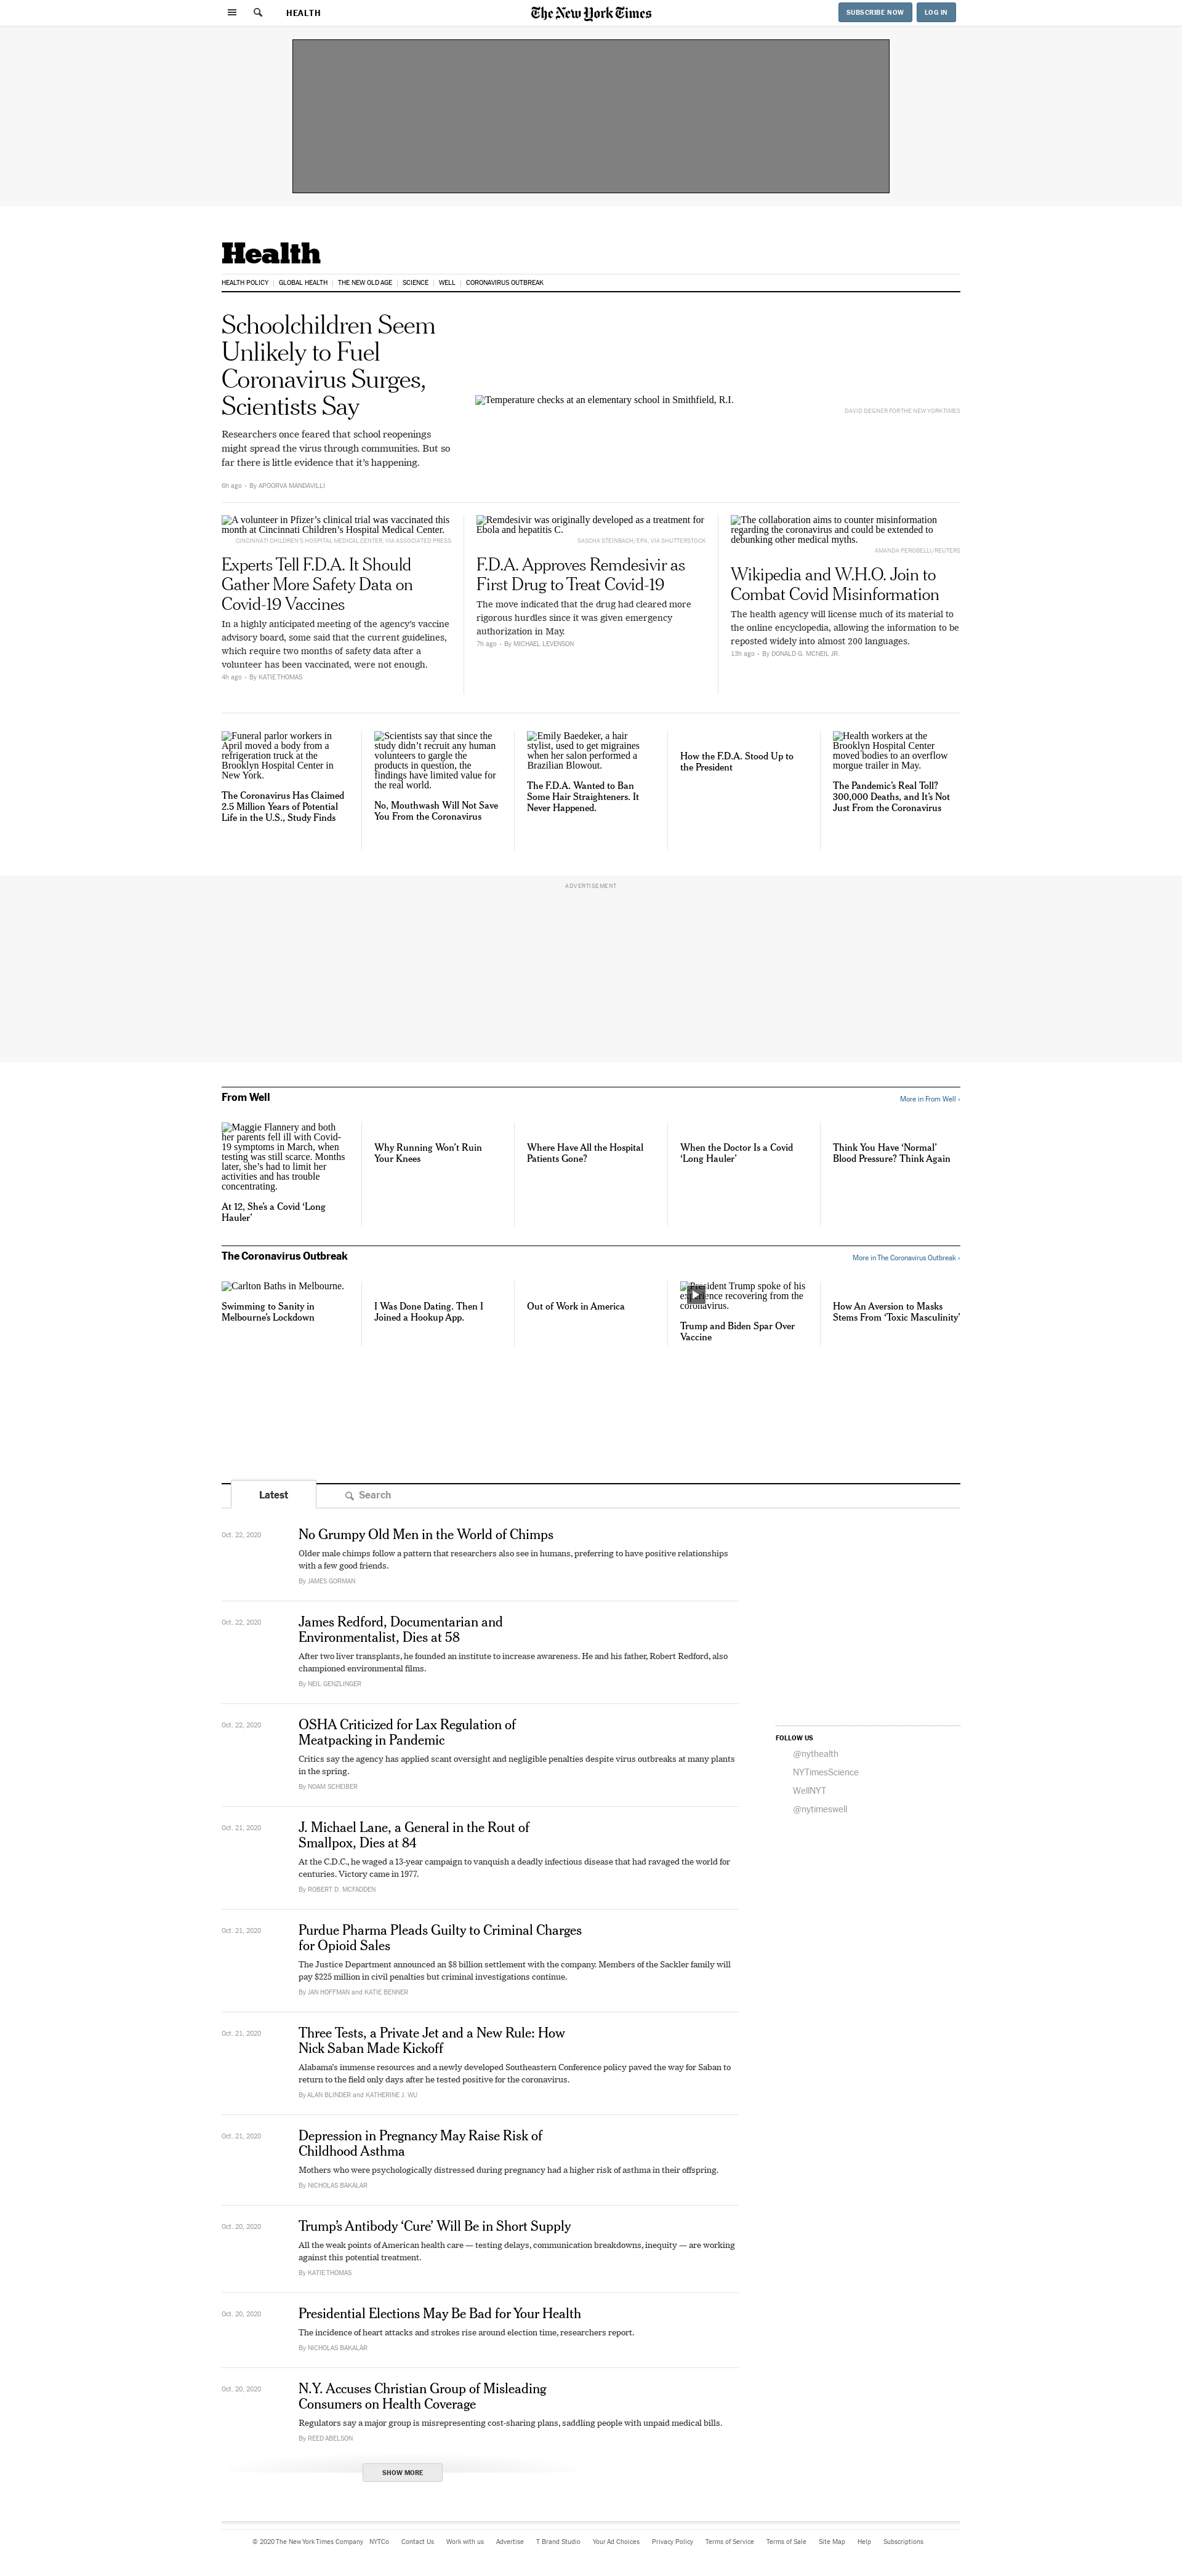 HEALTH
The New York Times
SUBSCRIBE NOW
LOG IN
Health
HEALTH POLICY
GLOBAL HEALTH
THE NEW OLD AGE
SCIENCE
WELL
CORONAVIRUS OUTBREAK
Schoolchildren Seem
Unlikely to Fuel
Coronavirus Surges,
Scientists Say
Researchers once feared that school reopenings
might spread the virus through communities. But so
far there is little evidence that it's happening.
6h ago • By APOORVA MANDAVILLI
Temperature checks at an elementary school in Smithfield, R.I.
DAVID DEGNER FOR THE NEW YORK TIMES
A volunteer in Pfizer's clinical trial was vaccinated this
month at Cincinnati Children's Hospital Medical Center.
CINCINNATI CHILDREN'S HOSPITAL MEDICAL CENTER, VIA ASSOCIATED PRESS
Experts Tell F.D.A. It Should
Gather More Safety Data on
Covid-19 Vaccines
In a highly anticipated meeting of the agency's vaccine
advisory board, some said that the current guidelines,
which require two months of safety data after a
volunteer has been vaccinated, were not enough.
4h ago • By KATIE THOMAS
Remdesivir was originally developed as a treatment for
Ebola and hepatitis C.
SASCHA STEINBACH/EPA, VIA SHUTTERSTOCK
F.D.A. Approves Remdesivir as
First Drug to Treat Covid-19
The move indicated that the drug had cleared more
rigorous hurdles since it was given emergency
authorization in May.
7h ago • By MICHAEL LEVENSON
The collaboration aims to counter misinformation
regarding the coronavirus and could be extended to
debunking other medical myths.
AMANDA PEROBELLI/REUTERS
Wikipedia and W.H.O. Join to
Combat Covid Misinformation
The health agency will license much of its material to
the online encyclopedia, allowing the information to be
reposted widely into almost 200 languages.
13h ago • By DONALD G. MCNEIL JR.
Funeral parlor workers in
April moved a body from a
refrigeration truck at the
Brooklyn Hospital Center in
New York.
The Coronavirus Has Claimed
2.5 Million Years of Potential
Life in the U.S., Study Finds
Scientists say that since the
study didn't recruit any human
volunteers to gargle the
products in question, the
findings have limited value for
the real world.
No, Mouthwash Will Not Save
You From the Coronavirus
Emily Baedeker, a hair
stylist, used to get migraines
when her salon performed a
Brazilian Blowout.
The F.D.A. Wanted to Ban
Some Hair Straighteners. It
Never Happened.
How the F.D.A. Stood Up to
the President
Health workers at the
Brooklyn Hospital Center
moved bodies to an overflow
morgue trailer in May.
The Pandemic's Real Toll?
300,000 Deaths, and It's Not
Just From the Coronavirus
ADVERTISEMENT
From Well
More in From Well ›
Maggie Flannery and both
her parents fell ill with Covid-
19 symptoms in March, when
testing was still scarce. Months
later, she's had to limit her
activities and has trouble
concentrating.
At 12, She's a Covid 'Long
Hauler'
Why Running Won't Ruin
Your Knees
Where Have All the Hospital
Patients Gone?
When the Doctor Is a Covid
'Long Hauler'
Think You Have 'Normal'
Blood Pressure? Think Again
The Coronavirus Outbreak
More in The Coronavirus Outbreak ›
Carlton Baths in Melbourne.
Swimming to Sanity in
Melbourne's Lockdown
I Was Done Dating. Then I
Joined a Hookup App.
Out of Work in America
President Trump spoke of his
experience recovering from the
coronavirus.
Trump and Biden Spar Over
Vaccine
How An Aversion to Masks
Stems From 'Toxic Masculinity'
Latest
Search
Oct. 22, 2020
No Grumpy Old Men in the World of Chimps
Older male chimps follow a pattern that researchers also see in humans, preferring to have positive relationships
with a few good friends.
By JAMES GORMAN
Oct. 22, 2020
James Redford, Documentarian and
Environmentalist, Dies at 58
After two liver transplants, he founded an institute to increase awareness. He and his father, Robert Redford, also
championed environmental films.
By NEIL GENZLINGER
Oct. 22, 2020
OSHA Criticized for Lax Regulation of
Meatpacking in Pandemic
Critics say the agency has applied scant oversight and negligible penalties despite virus outbreaks at many plants
in the spring.
By NOAM SCHEIBER
FOLLOW US
@nythealth
NYTimesScience
WellNYT
@nytimeswell
Oct. 21, 2020
J. Michael Lane, a General in the Rout of
Smallpox, Dies at 84
At the C.D.C., he waged a 13-year campaign to vanquish a deadly infectious disease that had ravaged the world for
centuries. Victory came in 1977.
By ROBERT D. MCFADDEN
Oct. 21, 2020
Purdue Pharma Pleads Guilty to Criminal Charges
for Opioid Sales
The Justice Department announced an $8 billion settlement with the company. Members of the Sackler family will
pay $225 million in civil penalties but criminal investigations continue.
By JAN HOFFMAN and KATIE BENNER
Oct. 21, 2020
Three Tests, a Private Jet and a New Rule: How
Nick Saban Made Kickoff
Alabama's immense resources and a newly developed Southeastern Conference policy paved the way for Saban to
return to the field only days after he tested positive for the coronavirus.
By ALAN BLINDER and KATHERINE J. WU
Oct. 21, 2020
Depression in Pregnancy May Raise Risk of
Childhood Asthma
Mothers who were psychologically distressed during pregnancy had a higher risk of asthma in their offspring.
By NICHOLAS BAKALAR
Oct. 20, 2020
Trump's Antibody 'Cure' Will Be in Short Supply
All the weak points of American health care — testing delays, communication breakdowns, inequity — are working
against this potential treatment.
By KATIE THOMAS
Oct. 20, 2020
Presidential Elections May Be Bad for Your Health
The incidence of heart attacks and strokes rise around election time, researchers report.
By NICHOLAS BAKALAR
Oct. 20, 2020
N.Y. Accuses Christian Group of Misleading
Consumers on Health Coverage
Regulators say a major group is misrepresenting cost-sharing plans, saddling people with unpaid medical bills.
By REED ABELSON
SHOW MORE
© 2020 The New York Times Company NYTCo Contact Us Work with us Advertise T Brand Studio Your Ad Choices Privacy Policy Terms of Service Terms of Sale Site Map Help Subscriptions